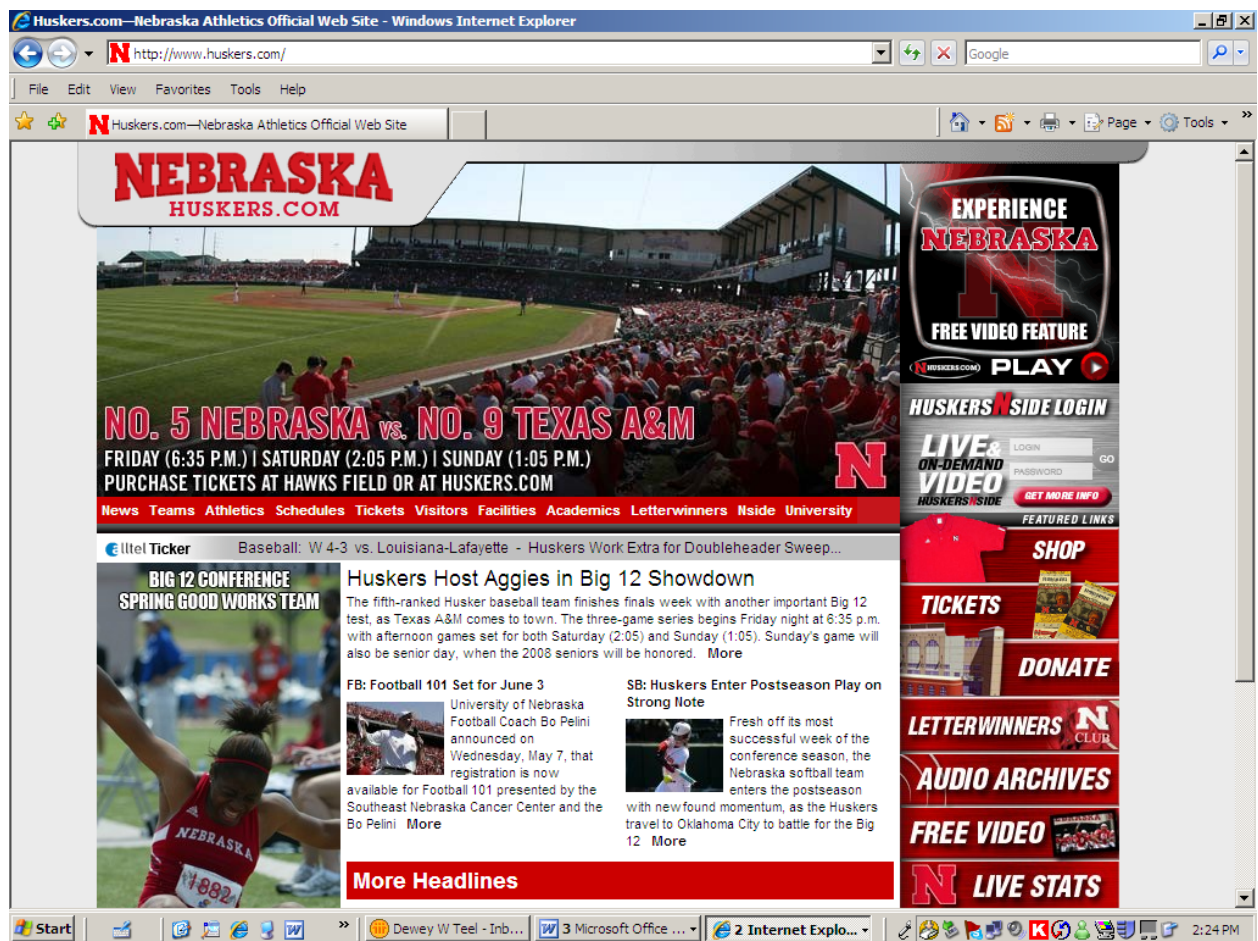 Huskers.com—Nebraska Athletics Official Web Site - Windows Internet Explorer
http://www.huskers.com/
Google
File Edit View Favorites Tools Help
Huskers.com—Nebraska Athletics Official Web Site
Page Tools
NEBRASKA
HUSKERS.COM
NO. 5 NEBRASKA VS. NO. 9 TEXAS A&M
FRIDAY (6:35 P.M.) | SATURDAY (2:05 P.M.) | SUNDAY (1:05 P.M.)
PURCHASE TICKETS AT HAWKS FIELD OR AT HUSKERS.COM
N
News Teams Athletics Schedules Tickets Visitors Facilities Academics Letterwinners Nside University
alltel Ticker
Baseball: W 4-3 vs. Louisiana-Lafayette - Huskers Work Extra for Doubleheader Sweep...
BIG 12 CONFERENCE
SPRING GOOD WORKS TEAM
NEBRASKA
1882
Huskers Host Aggies in Big 12 Showdown
The fifth-ranked Husker baseball team finishes finals week with another important Big 12
test, as Texas A&M comes to town. The three-game series begins Friday night at 6:35 p.m.
with afternoon games set for both Saturday (2:05) and Sunday (1:05). Sunday's game will
also be senior day, when the 2008 seniors will be honored. More
FB: Football 101 Set for June 3
University of Nebraska
Football Coach Bo Pelini
announced on
Wednesday, May 7, that
registration is now
available for Football 101 presented by the
Southeast Nebraska Cancer Center and the
Bo Pelini More
SB: Huskers Enter Postseason Play on
Strong Note
Fresh off its most
successful week of the
conference season, the
Nebraska softball team
enters the postseason
with newfound momentum, as the Huskers
travel to Oklahoma City to battle for the Big
12 More
More Headlines
EXPERIENCE
NEBRASKA
N
FREE VIDEO FEATURE
NHUSKERS.COM PLAY
HUSKERSNSIDE LOGIN
LIVE&
ON-DEMAND
VIDEO
HUSKERSNSIDE
LOGIN
PASSWORD
GO
GET MORE INFO
FEATURED LINKS
SHOP
TICKETS
DONATE
LETTERWINNERS N CLUB
AUDIO ARCHIVES
FREE VIDEO
N LIVE STATS
Start
Dewey W Teel - Inb...
3 Microsoft Office ...
2 Internet Explo...
2:24 PM